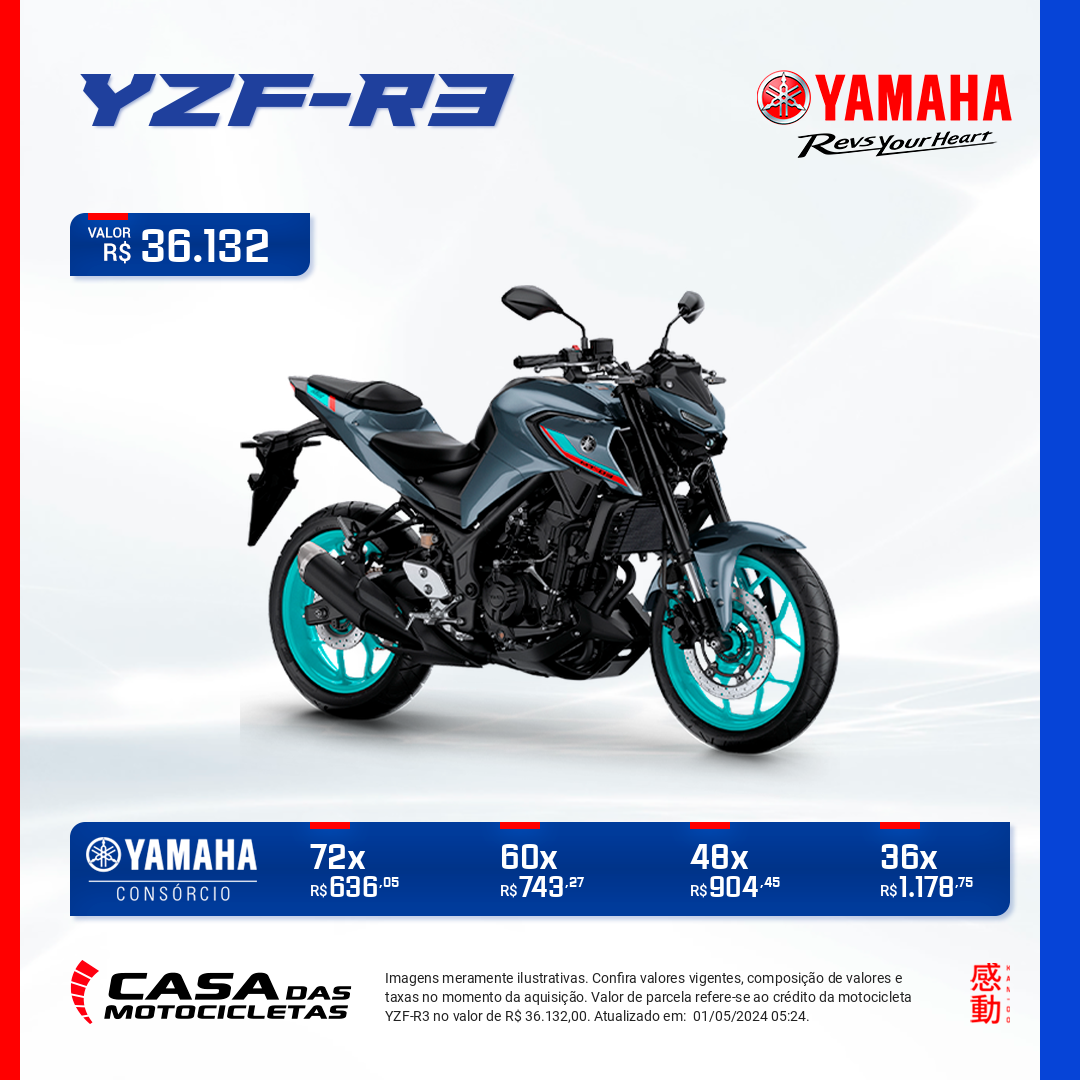 YZF-R3
YAMAHA
Revs Your Heart
VALOR
R$ 36.132
MT-03
YAMAHA
CONSÓRCIO
72x
R$ 636,05
60x
R$ 743,27
48x
R$ 904,45
36x
R$ 1.178,75
CASA DAS
MOTOCICLETAS
Imagens meramente ilustrativas. Confira valores vigentes, composição de valores e
taxas no momento da aquisição. Valor de parcela refere-se ao crédito da motocicleta
YZF-R3 no valor de R$ 36.132,00. Atualizado em: 01/05/2024 05:24.
感動